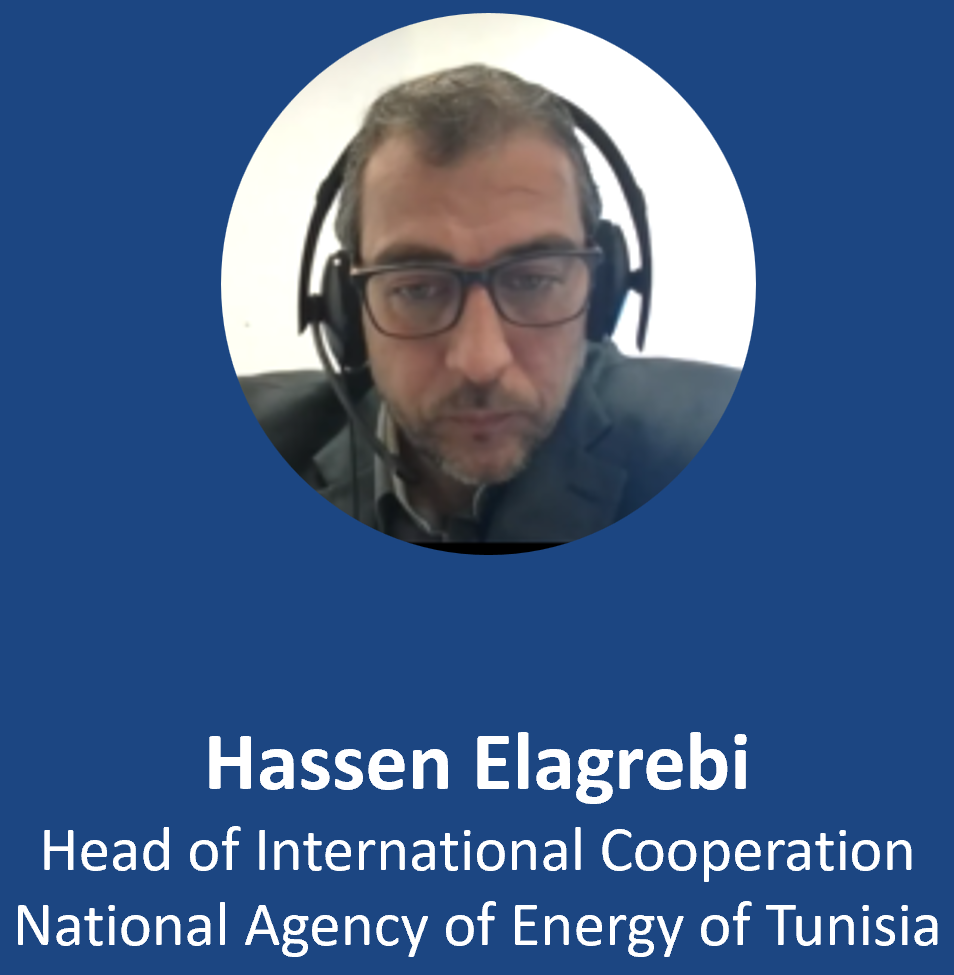 Hassen Elagrebi
Head of International Cooperation
National Agency of Energy of Tunisia